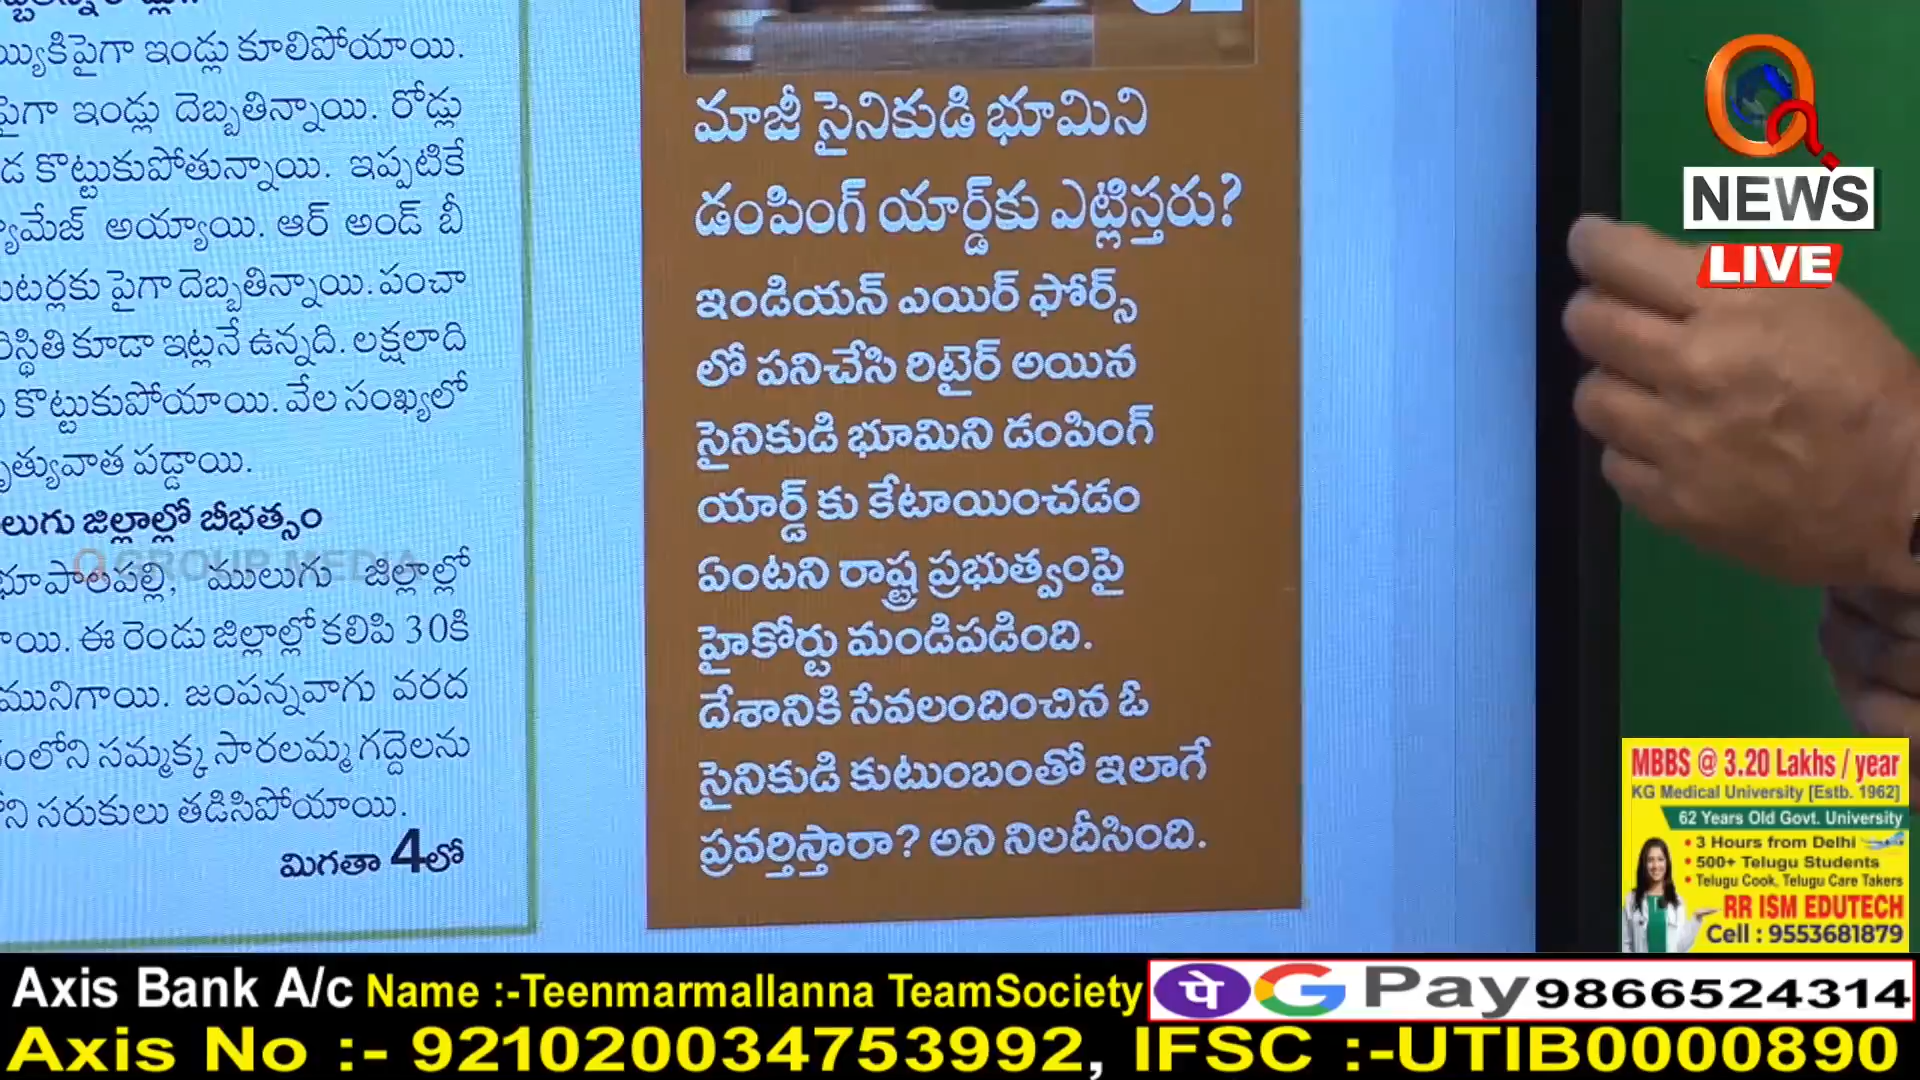 ఇండ్లు కూలిపోయాయి.
ఇండ్లు దెబ్బతిన్నాయి. రోడ్లు
కొట్టుకుపోతున్నాయి. ఇప్పటికే
అయ్యాయి. ఆర్ అండ్ బీ
పైగా దెబ్బతిన్నాయి. పంచా
కూడా ఇట్లనే ఉన్నది. లక్షలాది
కొట్టుకుపోయాయి. వేల సంఖ్యలో
పడ్డాయి.
జిల్లాల్లో బీభత్సం
ములుగు జిల్లాల్లో
ఈ రెండు జిల్లాల్లో కలిపి 30కి
మునిగాయి. జంపన్నవాగు వరద
సమ్మక్క సారలమ్మ గద్దెలను
సరుకులు తడిసిపోయాయి.
మిగతా 4లో
మాజీ సైనికుడి భూమిని
డంపింగ్ యార్డ్‌కు ఎట్లిస్తరు?
ఇండియన్ ఎయిర్ ఫోర్స్
లో పనిచేసి రిటైర్ అయిన
సైనికుడి భూమిని డంపింగ్
యార్డ్ కు కేటాయించడం
ఏంటని రాష్ట్ర ప్రభుత్వంపై
హైకోర్టు మండిపడింది.
దేశానికి సేవలందించిన ఓ
సైనికుడి కుటుంబంతో ఇలాగే
ప్రవర్తిస్తారా? అని నిలదీసింది.
Q GROUP MEDIA
Q
NEWS
LIVE
MBBS @ 3.20 Lakhs / year
KG Medical University [Estb. 1962]
62 Years Old Govt. University
• 3 Hours from Delhi
• 500+ Telugu Students
• Telugu Cook, Telugu Care Takers
RR ISM EDUTECH
Cell : 9553681879
Axis Bank A/c Name :-Teenmarmallanna TeamSociety पे G Pay 9866524314
Axis No :- 921020034753992, IFSC :-UTIB0000890